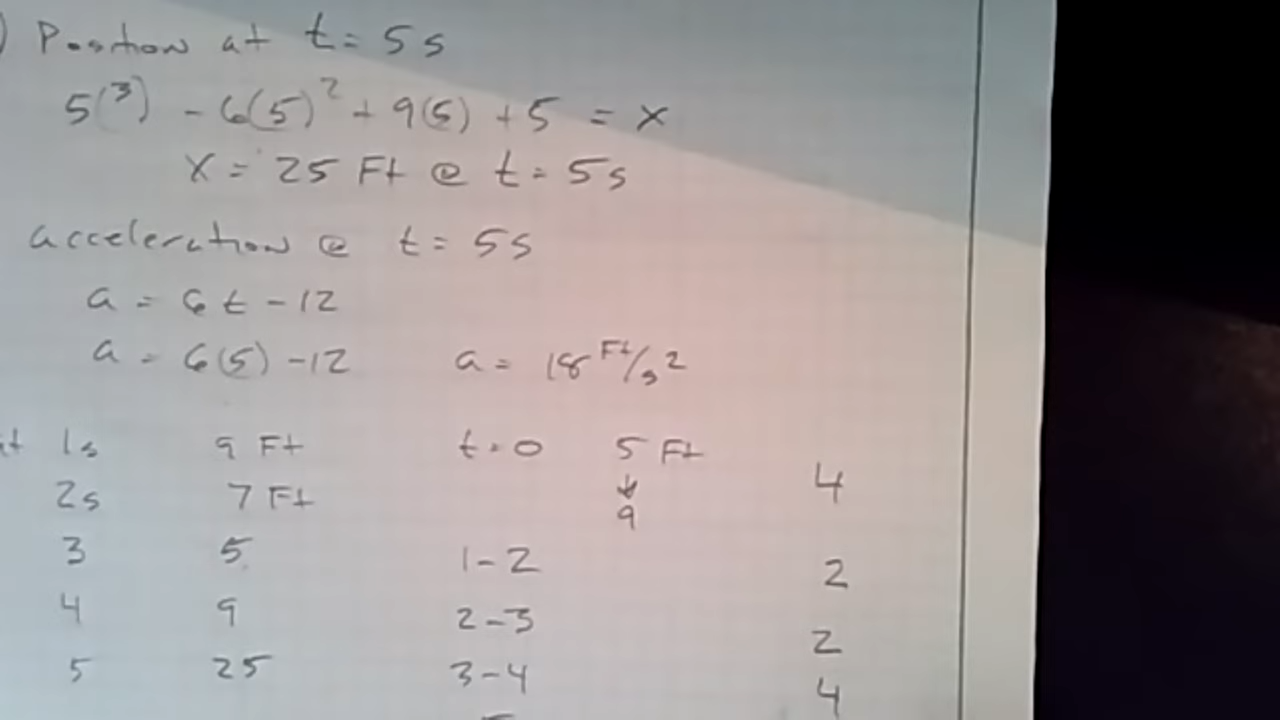 ) Position at t = 5 s
5(³) - 6(5)² + 9(5) + 5 = x
x = 25 Ft @ t = 5s
acceleration @ t = 5s
a = 6t - 12
a = 6(5) - 12 a = 18 Ft/s²
1s 9 Ft t = 0 5 Ft 4
2s 7 Ft ↓ 9
3 5 1-2 2
4 9 2-3 2
5 25 3-4 4